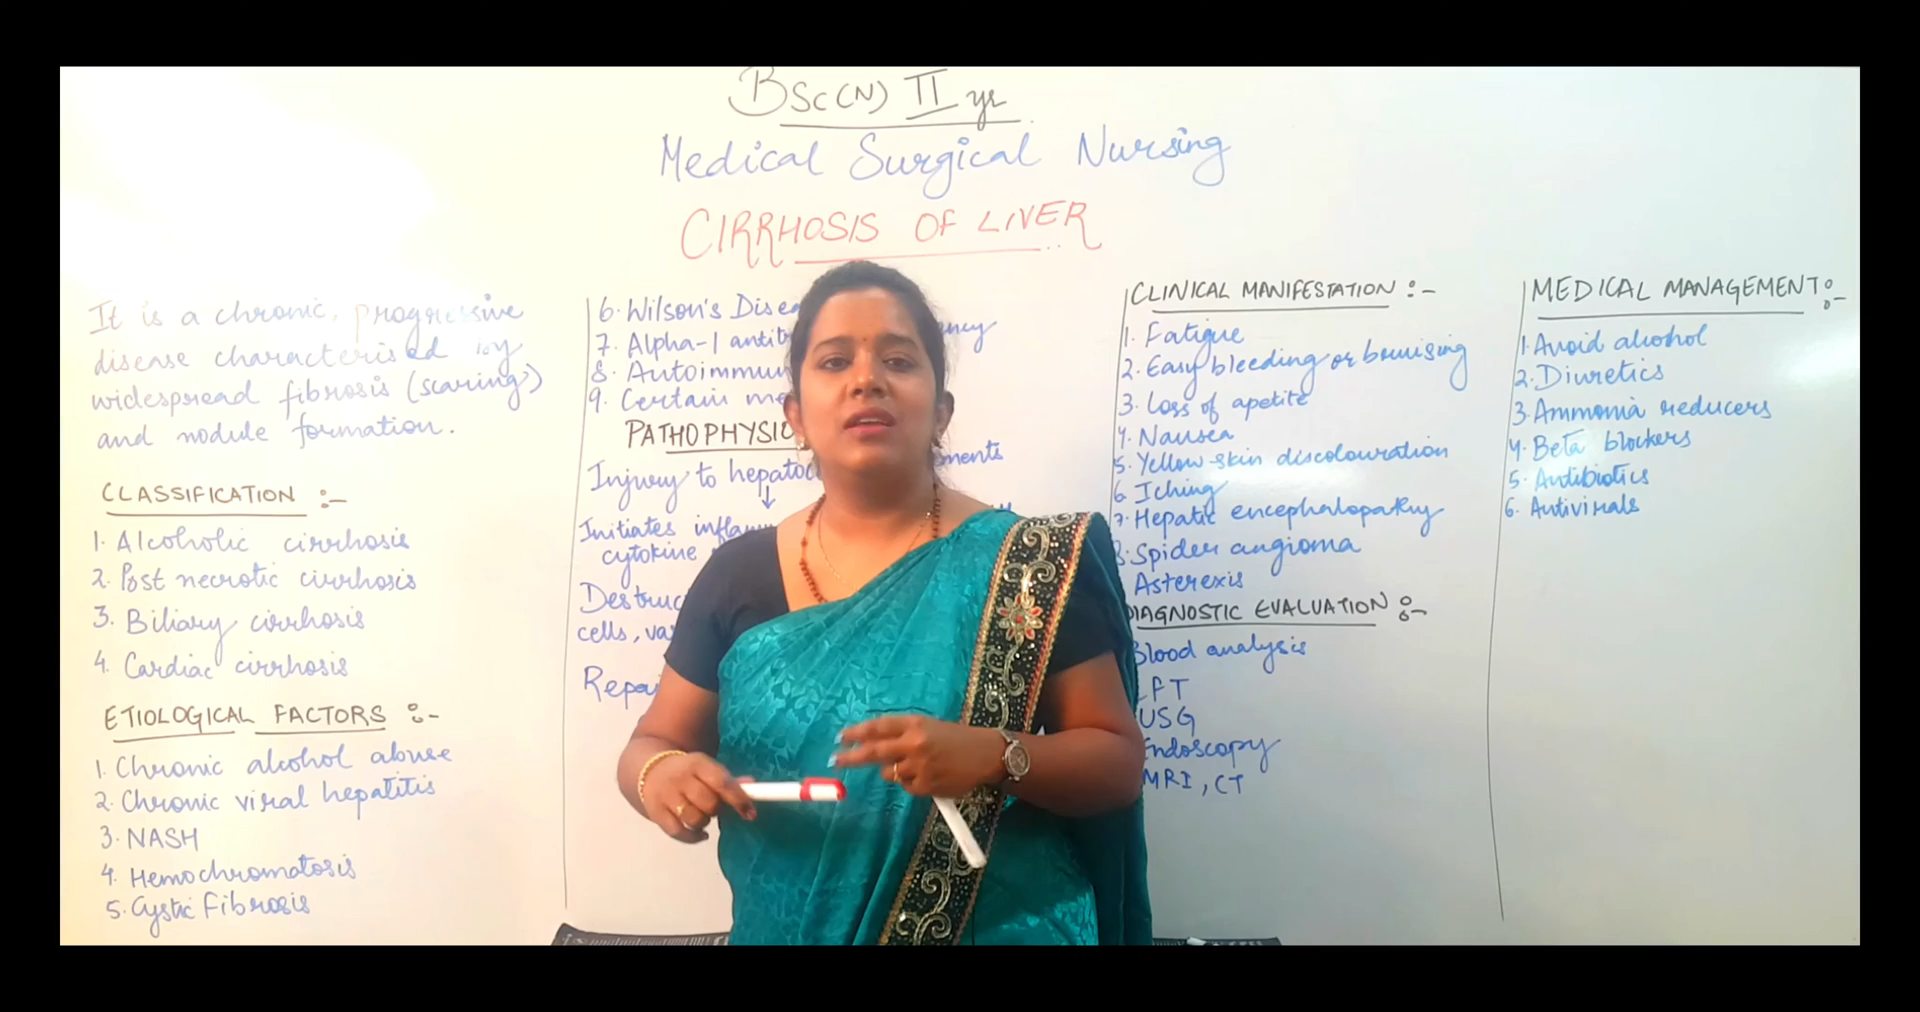 BSc(N) II yr
Medical Surgical Nursing
CIRRHOSIS OF LIVER
It is a chronic, progressive
disease characterised by
widespread fibrosis (scaring)
and nodule formation.
CLASSIFICATION :-
1. Alcoholic cirrhosis
2. Post necrotic cirrhosis
3. Biliary cirrhosis
4. Cardiac cirrhosis
ETIOLOGICAL FACTORS :-
1. Chronic alcohol abuse
2. Chronic viral hepatitis
3. NASH
4. Hemochromatosis
5. Cystic Fibrosis
6. Wilson's
7. Alpha-1
8.
9. Certain
Injury to
↓
Initiates
cytokine
cells,
CLINICAL MANIFESTATION :-
1. Fatigue
2. Easy bleeding or bruising
3. Loss of apetite
4. Nausea
5. Yellow skin discolouration
6. Iching
7. Hepatic encephalopathy
8. Spider angioma
Asterexis
DIAGNOSTIC EVALUATION :-
Blood analysis
LFT
USG
Endoscopy
MRI, CT
MEDICAL MANAGEMENT :-
1. Avoid alcohol
2. Diuretics
3. Ammonia reducers
4. Beta blockers
5. Antibiotics
6. Antivirals